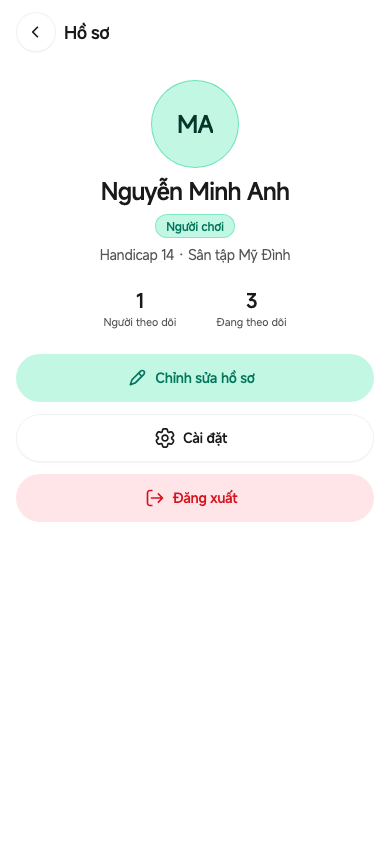 Hồ sơ
MA
Nguyễn Minh Anh
Người chơi
Handicap 14 · Sân tập Mỹ Đình
1 3
Người theo dõi Đang theo dõi
Chỉnh sửa hồ sơ
Cài đặt
Đăng xuất